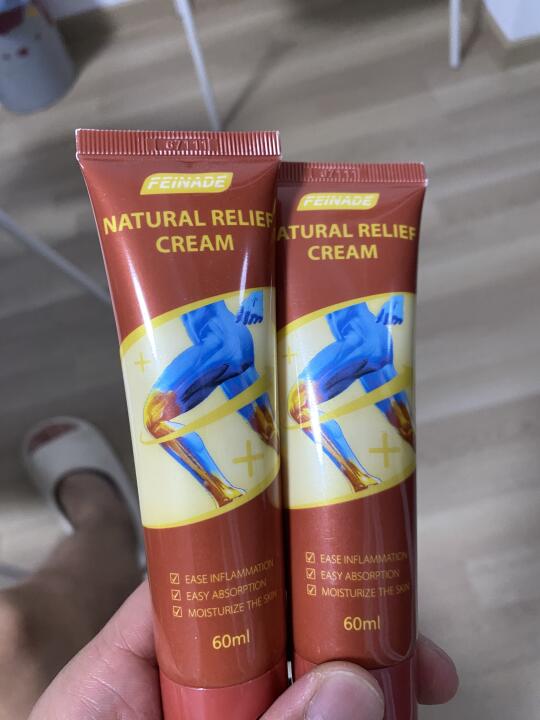 FEINADE
NATURAL RELIEF
CREAM
EASE INFLAMMATION
EASY ABSORPTION
MOISTURIZE THE SKIN
60ml
FEINADE
NATURAL RELIEF
CREAM
EASE INFLAMMATION
EASY ABSORPTION
MOISTURIZE THE SKIN
60ml